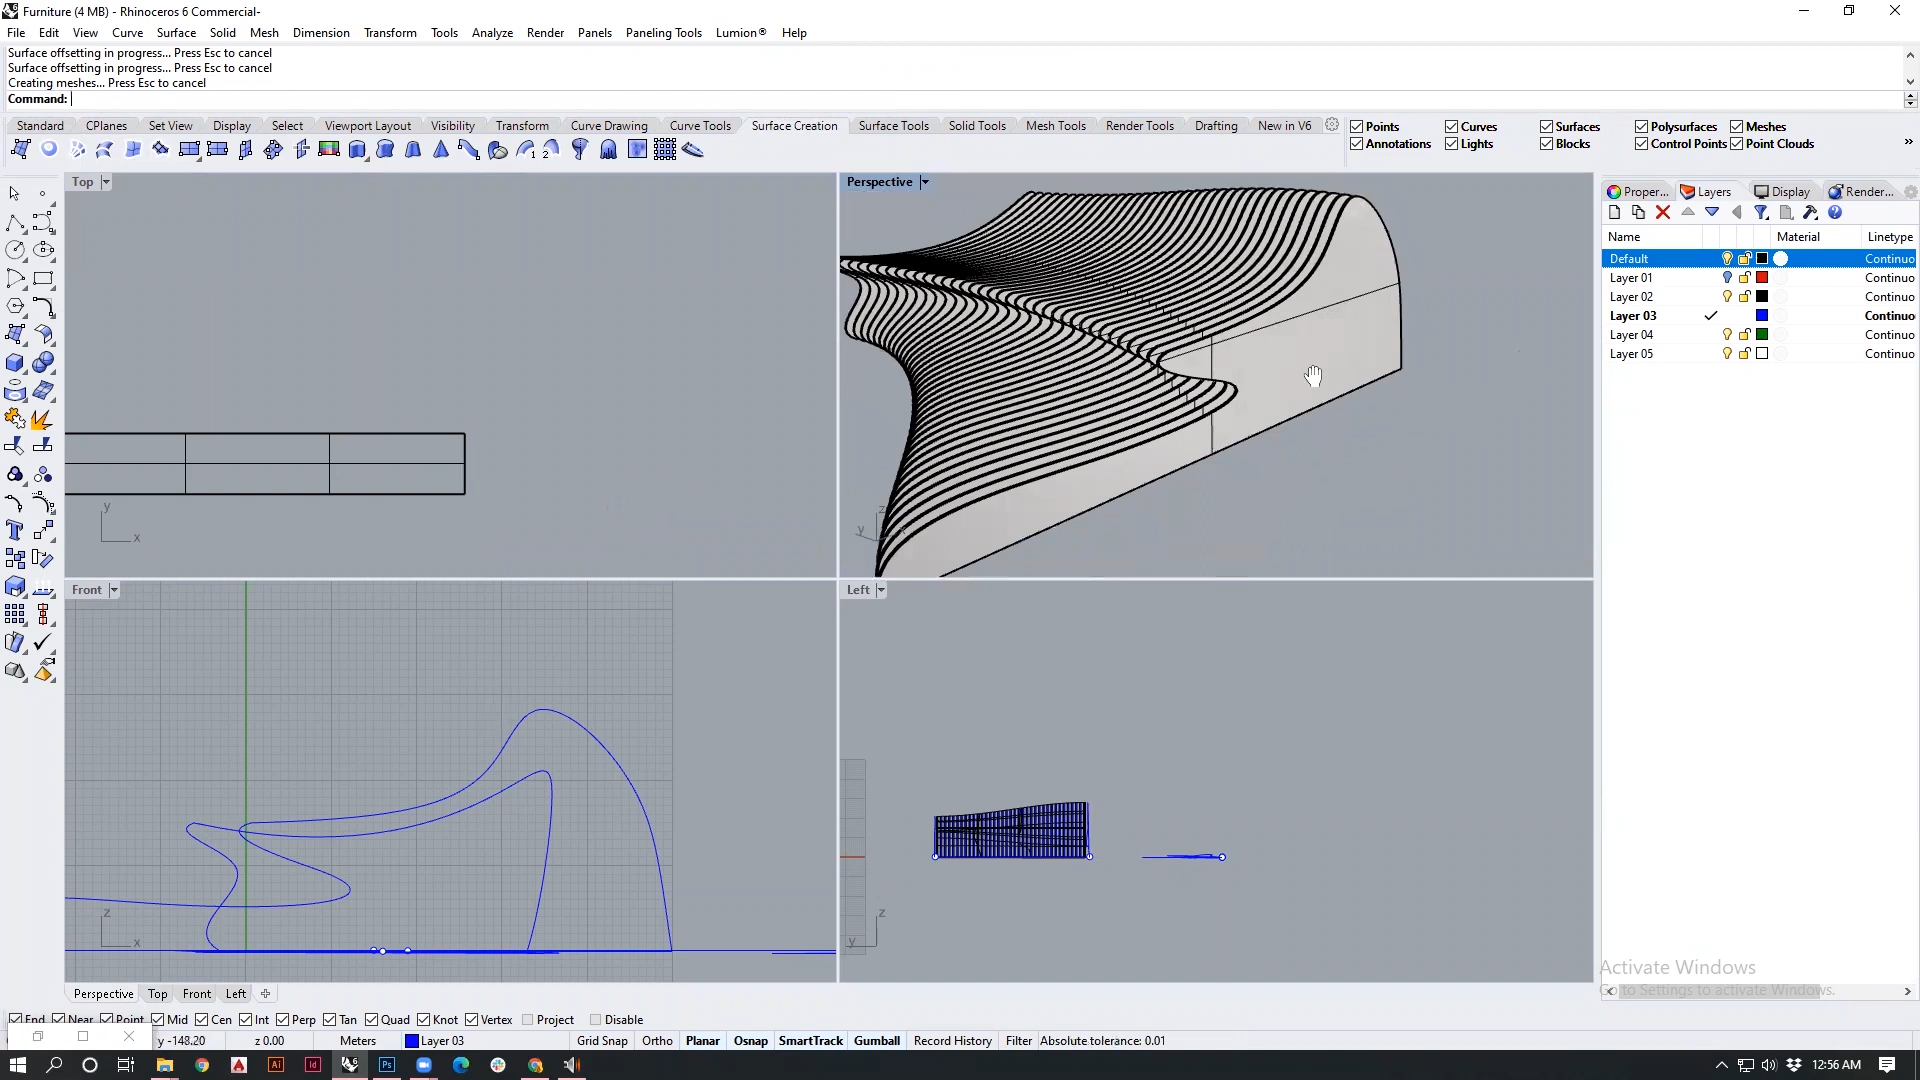 Furniture (4 MB) - Rhinoceros 6 Commercial-
File Edit View Curve Surface Solid Mesh Dimension Transform Tools Analyze Render Panels Paneling Tools Lumion® Help
Surface offsetting in progress... Press Esc to cancel
Surface offsetting in progress... Press Esc to cancel
Creating meshes... Press Esc to cancel
Command:
Standard CPlanes Set View Display Select Viewport Layout Visibility Transform Curve Drawing Curve Tools Surface Creation Surface Tools Solid Tools Mesh Tools Render Tools Drafting New in V6
Points Curves Surfaces Polysurfaces Meshes
Annotations Lights Blocks Control Points Point Clouds
Top
Perspective
Proper... Layers Display Render...
Name Material Linetype
Default Continuo
Layer 01 Continuo
Layer 02 Continuo
Layer 03 Continuo
Layer 04 Continuo
Layer 05 Continuo
y
x
z
y
Front
Left
z
x
z
y
Activate Windows
Go to Settings to activate Windows.
Perspective Top Front Left
End Near Point Mid Cen Int Perp Tan Quad Knot Vertex Project Disable
y -148.20 z 0.00 Meters Layer 03 Grid Snap Ortho Planar Osnap SmartTrack Gumball Record History Filter Absolute tolerance: 0.01
12:56 AM